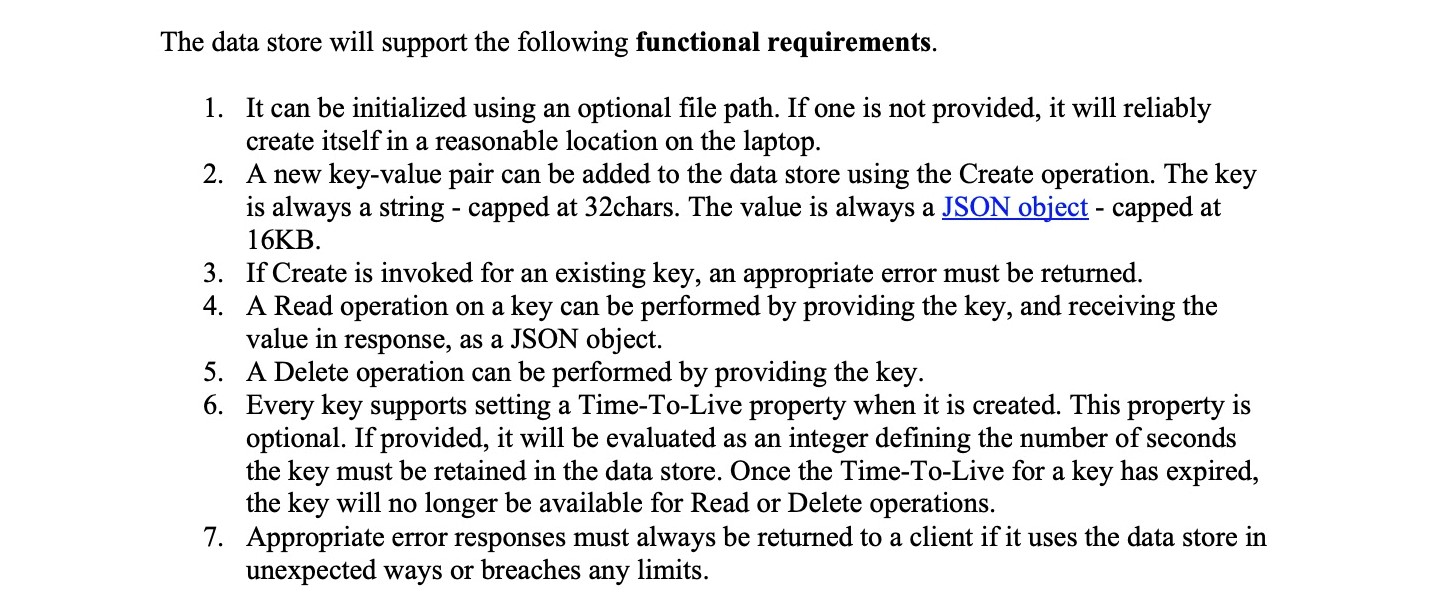 The data store will support the following functional requirements.
1. It can be initialized using an optional file path. If one is not provided, it will reliably
create itself in a reasonable location on the laptop.
2. A new key-value pair can be added to the data store using the Create operation. The key
is always a string - capped at 32chars. The value is always a JSON object - capped at
16KB.
3. If Create is invoked for an existing key, an appropriate error must be returned.
4. A Read operation on a key can be performed by providing the key, and receiving the
value in response, as a JSON object.
5. A Delete operation can be performed by providing the key.
6. Every key supports setting a Time-To-Live property when it is created. This property is
optional. If provided, it will be evaluated as an integer defining the number of seconds
the key must be retained in the data store. Once the Time-To-Live for a key has expired,
the key will no longer be available for Read or Delete operations.
7. Appropriate error responses must always be returned to a client if it uses the data store in
unexpected ways or breaches any limits.